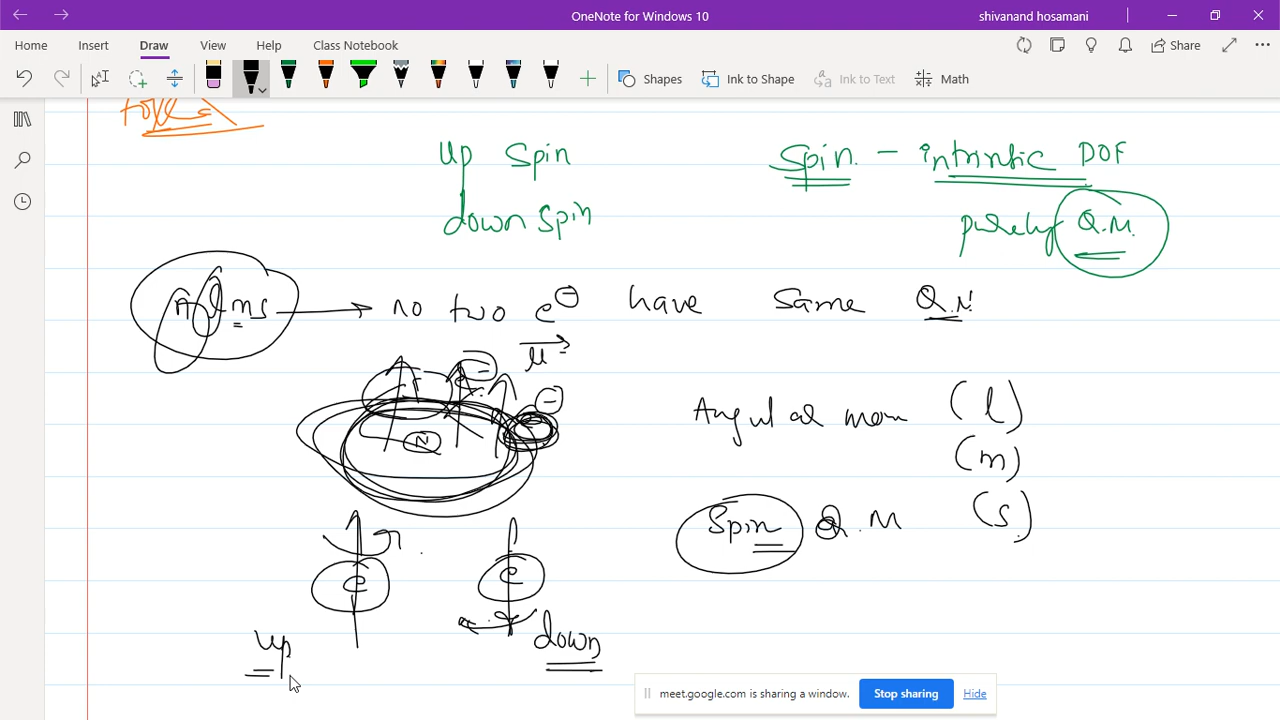 OneNote for Windows 10
shivanand hosamani
Home Insert Draw View Help Class Notebook
Share
Shapes
Ink to Shape
Ink to Text
Math
Up Spin
down Spin
Spin - intrinsic DOF
purely Q.M.
n l m s → no two e⊖ have same Q.N
μ
N
Angular mom (l)
(m)
Spin Q.N (s)
e
e
up
down
meet.google.com is sharing a window.
Stop sharing
Hide